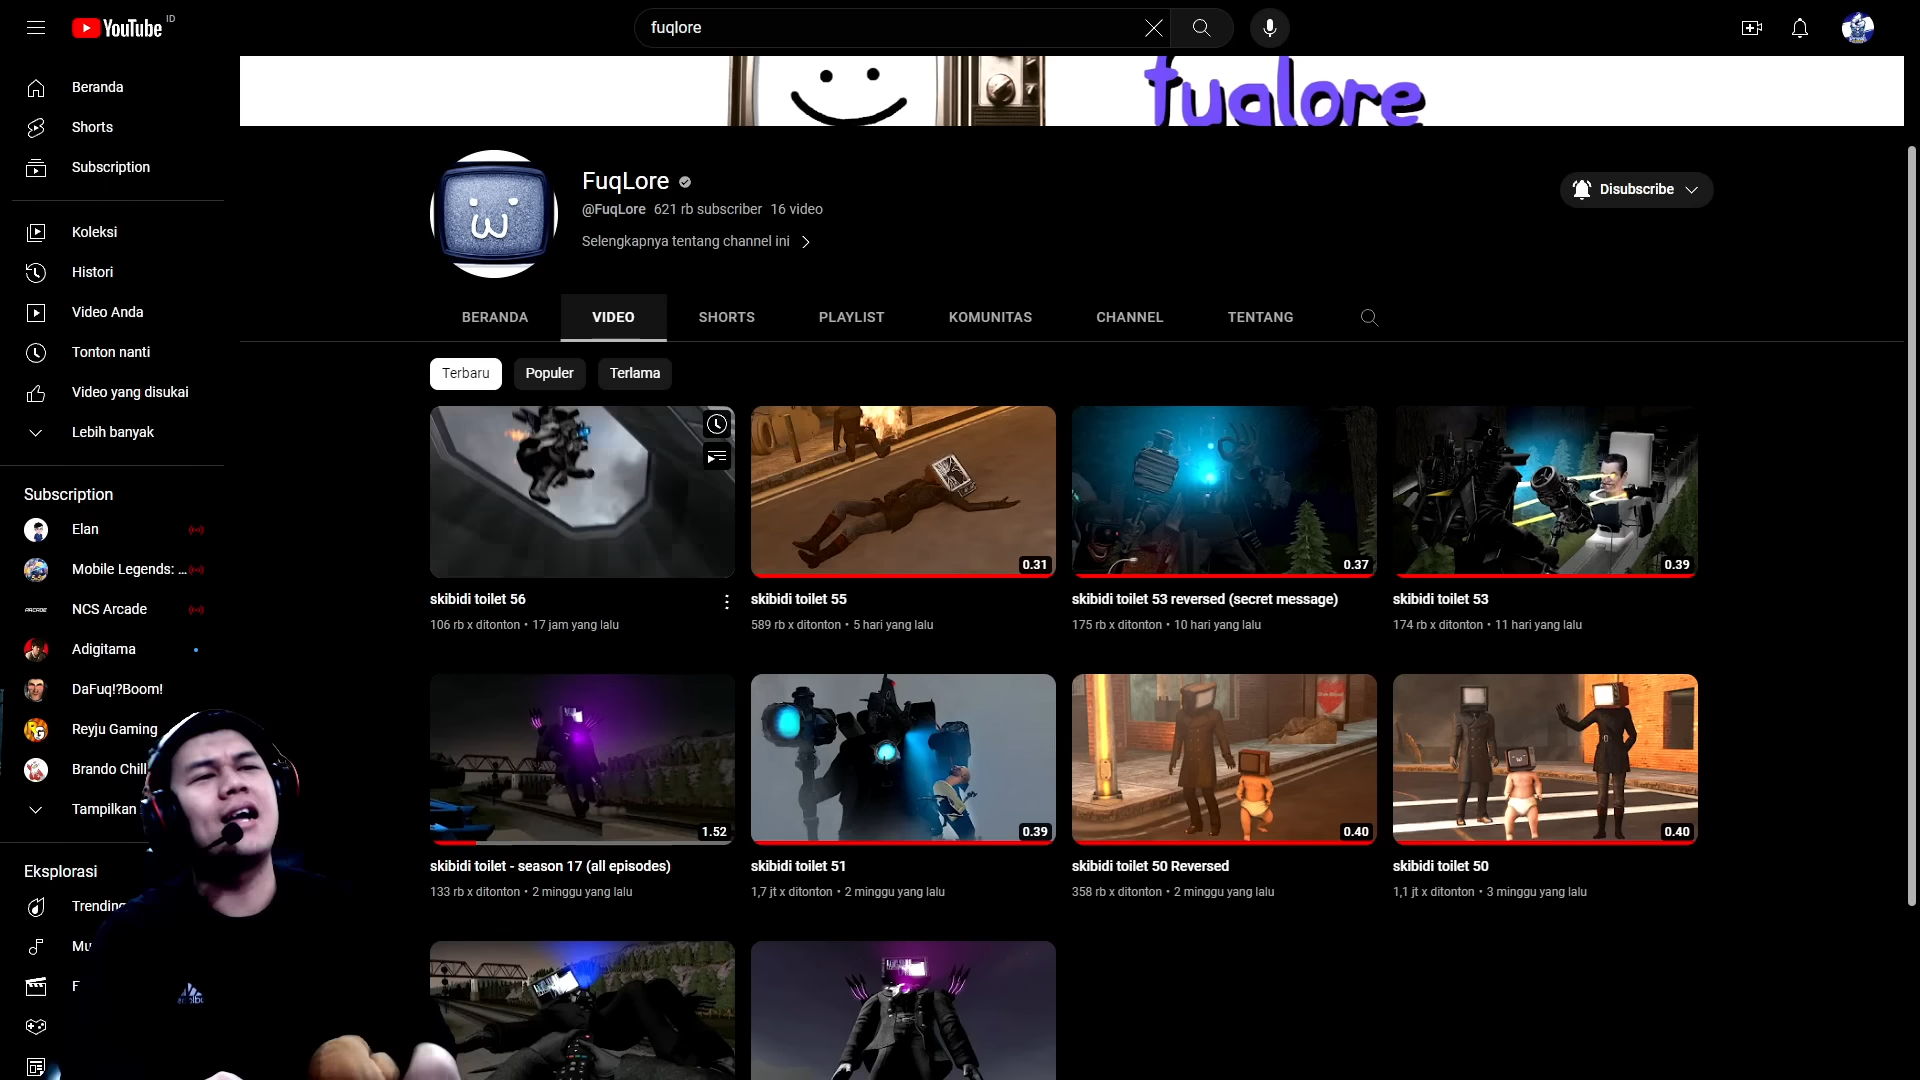 YouTube ID
fuqlore
fuqlore
Beranda
Shorts
Subscription
Koleksi
Histori
Video Anda
Tonton nanti
Video yang disukai
Lebih banyak
Subscription
Elan
Mobile Legends: ...
NCS Arcade
Adigitama
DaFuq!?Boom!
Reyju Gaming
Brando Chill
Tampilkan
Eksplorasi
Trending
FuqLore
@FuqLore 621 rb subscriber 16 video
Selengkapnya tentang channel ini
Disubscribe
BERANDA VIDEO SHORTS PLAYLIST KOMUNITAS CHANNEL TENTANG
Terbaru Populer Terlama
0.31 0.37 0.39
skibidi toilet 56
106 rb x ditonton • 17 jam yang lalu
skibidi toilet 55
589 rb x ditonton • 5 hari yang lalu
skibidi toilet 53 reversed (secret message)
175 rb x ditonton • 10 hari yang lalu
skibidi toilet 53
174 rb x ditonton • 11 hari yang lalu
1.52 0.39 0.40 0.40
skibidi toilet - season 17 (all episodes)
133 rb x ditonton • 2 minggu yang lalu
skibidi toilet 51
1,7 jt x ditonton • 2 minggu yang lalu
skibidi toilet 50 Reversed
358 rb x ditonton • 2 minggu yang lalu
skibidi toilet 50
1,1 jt x ditonton • 3 minggu yang lalu